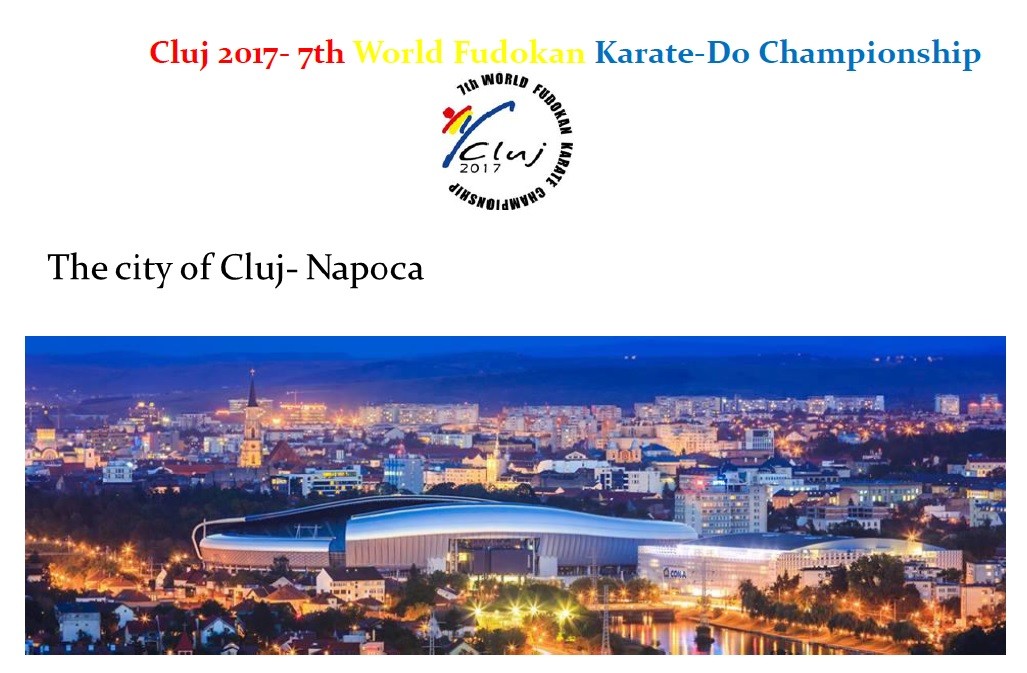 Cluj 2017- 7th World Fudokan Karate-Do Championship
7th WORLD FUDOKAN KARATE CHAMPIONSHIP
Cluj
2017
The city of Cluj- Napoca